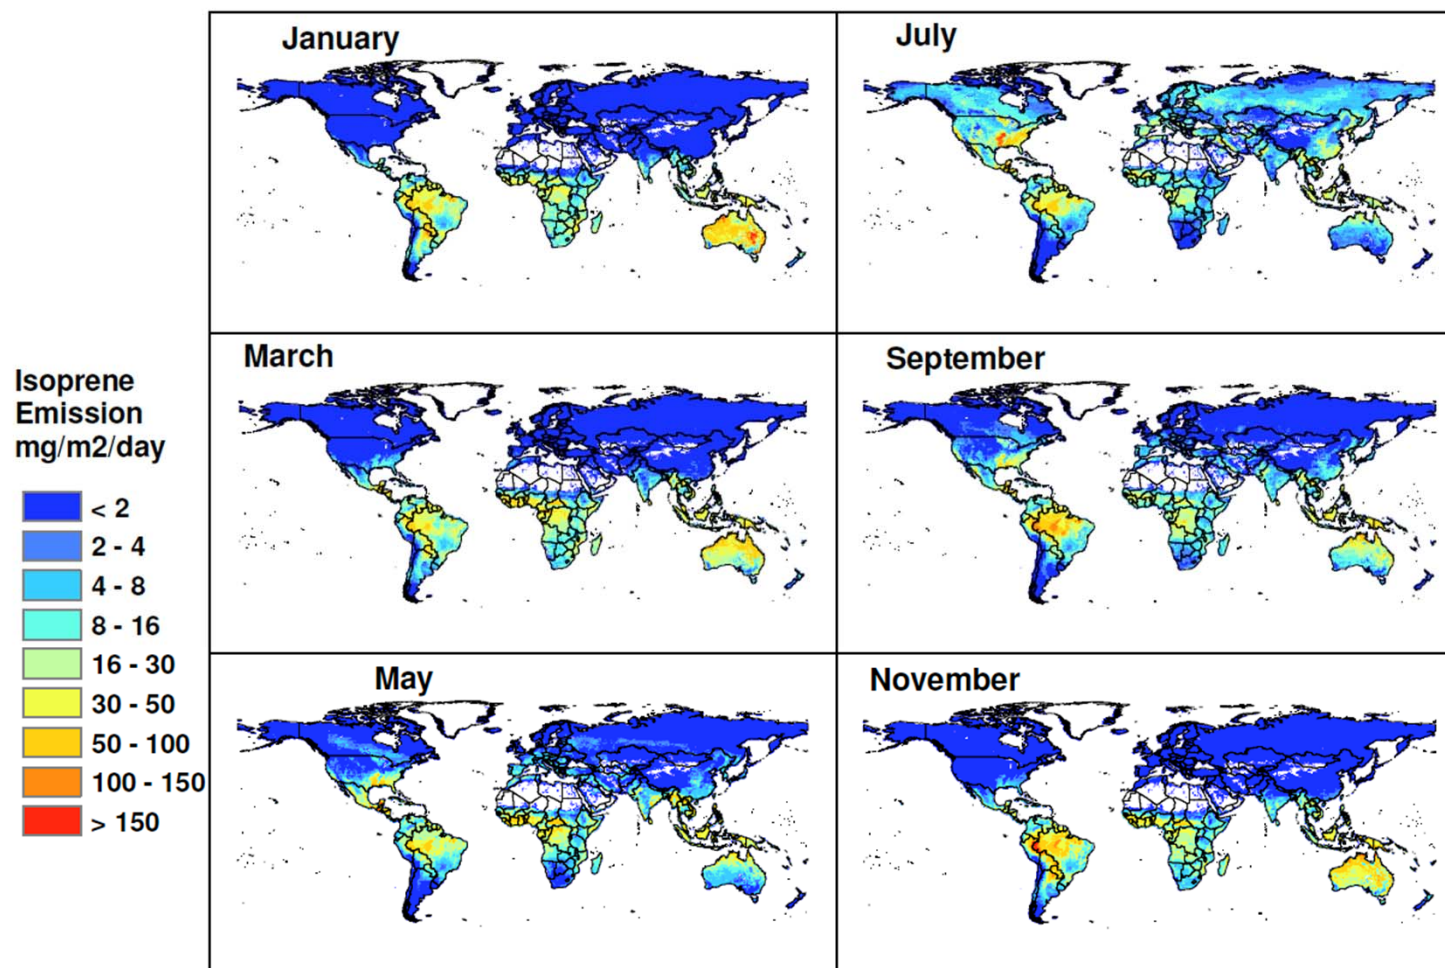 January
July
March
September
May
November
Isoprene
Emission
mg/m2/day
< 2
2 - 4
4 - 8
8 - 16
16 - 30
30 - 50
50 - 100
100 - 150
> 150